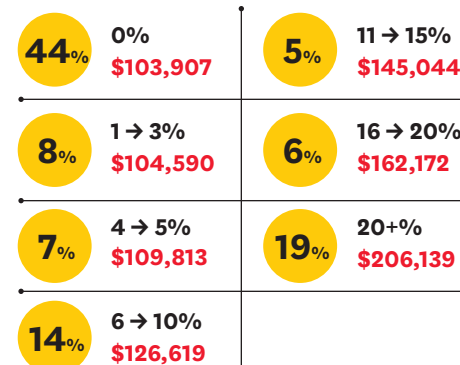 44% 0%
$103,907
8% 1 → 3%
$104,590
7% 4 → 5%
$109,813
14% 6 → 10%
$126,619
5% 11 → 15%
$145,044
6% 16 → 20%
$162,172
19% 20+%
$206,139